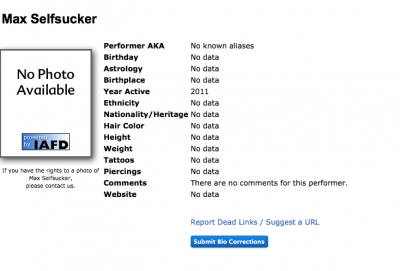 Max Selfsucker
No Photo
Available
powered
by IAFD
If you have the rights to a photo of
Max Selfsucker,
please contact us.
Performer AKA No known aliases
Birthday No data
Astrology No data
Birthplace No data
Year Active 2011
Ethnicity No data
Nationality/Heritage No data
Hair Color No data
Height No data
Weight No data
Tattoos No data
Piercings No data
Comments There are no comments for this performer.
Website No data
Report Dead Links / Suggest a URL
Submit Bio Corrections